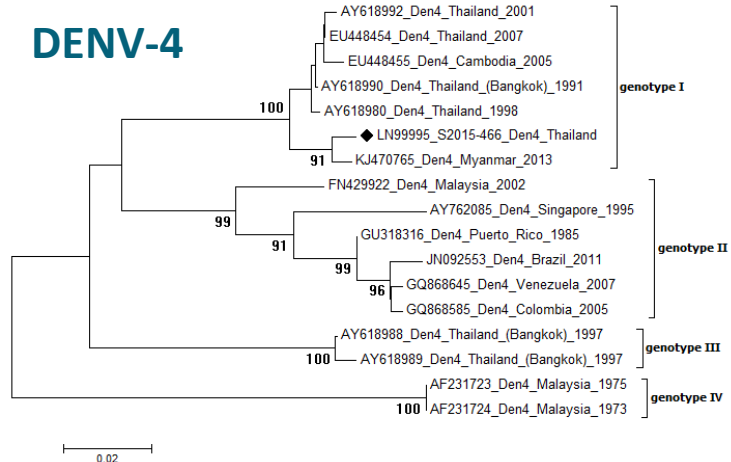 DENV-4
AY618992_Den4_Thailand_2001
EU448454_Den4_Thailand_2007
EU448455_Den4_Cambodia_2005
AY618990_Den4_Thailand_(Bangkok)_1991
AY618980_Den4_Thailand_1998
LN99995_S2015-466_Den4_Thailand
KJ470765_Den4_Myanmar_2013
genotype I
100
91
FN429922_Den4_Malaysia_2002
AY762085_Den4_Singapore_1995
GU318316_Den4_Puerto_Rico_1985
JN092553_Den4_Brazil_2011
GQ868645_Den4_Venezuela_2007
GQ868585_Den4_Colombia_2005
genotype II
99
91
99
96
AY618988_Den4_Thailand_(Bangkok)_1997
AY618989_Den4_Thailand_(Bangkok)_1997
genotype III
100
AF231723_Den4_Malaysia_1975
AF231724_Den4_Malaysia_1973
genotype IV
100
0.02